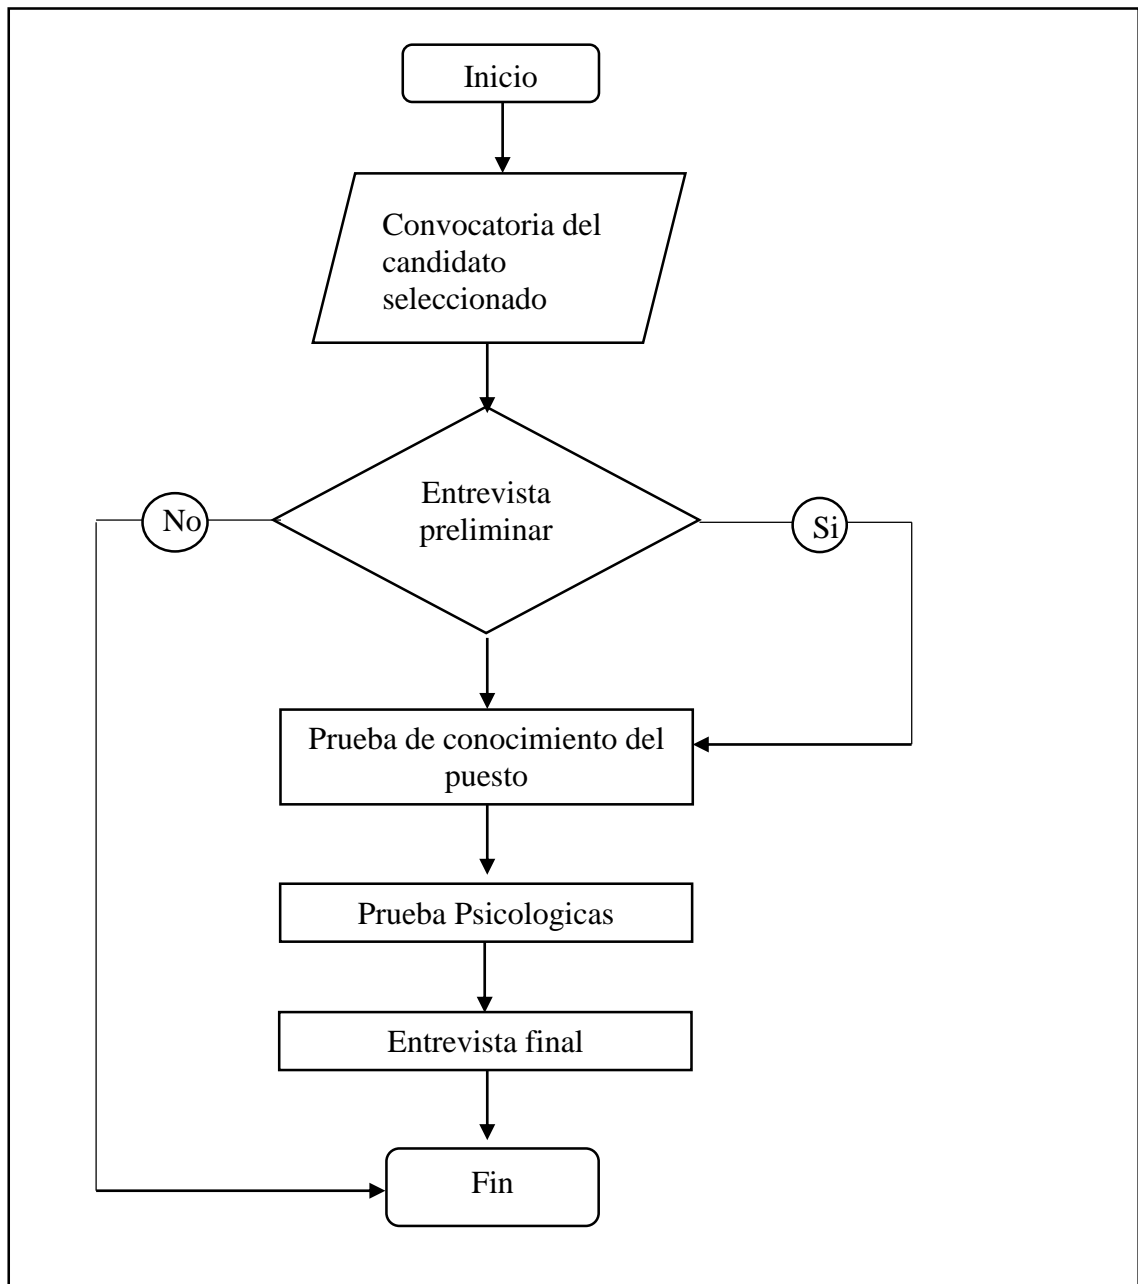 Inicio
Convocatoria del
candidato
seleccionado
Entrevista
preliminar
No
Si
Prueba de conocimiento del
puesto
Prueba Psicologicas
Entrevista final
Fin